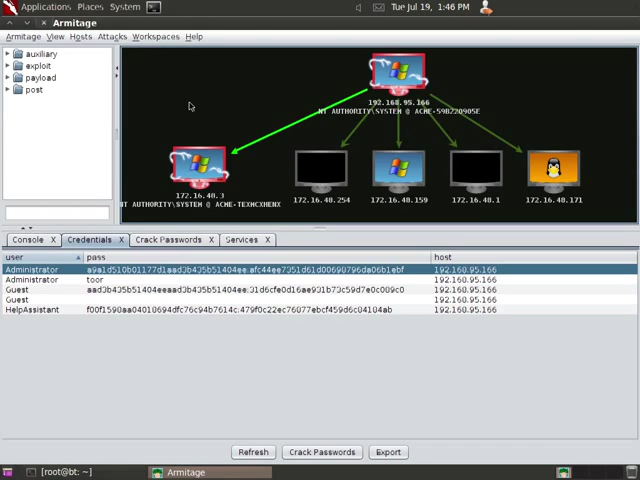 Applications Places System
Tue Jul 19, 1:46 PM
Armitage
Armitage View Hosts Attacks Workspaces Help
auxiliary
exploit
payload
post
192.168.95.166
NT AUTHORITY\SYSTEM @ ACME-59B220905E
172.16.48.3
NT AUTHORITY\SYSTEM @ ACME-TEXMCXHENX
172.16.48.254
172.16.48.159
172.16.48.1
172.16.48.171
Console X Credentials X Crack Passwords X Services X
user pass host
Administrator 192.168.95.166
Administrator toor 192.168.95.166
Guest 192.168.95.166
Guest 192.168.95.166
HelpAssistant 192.168.95.166
Refresh Crack Passwords Export
[root@bt: ~] Armitage